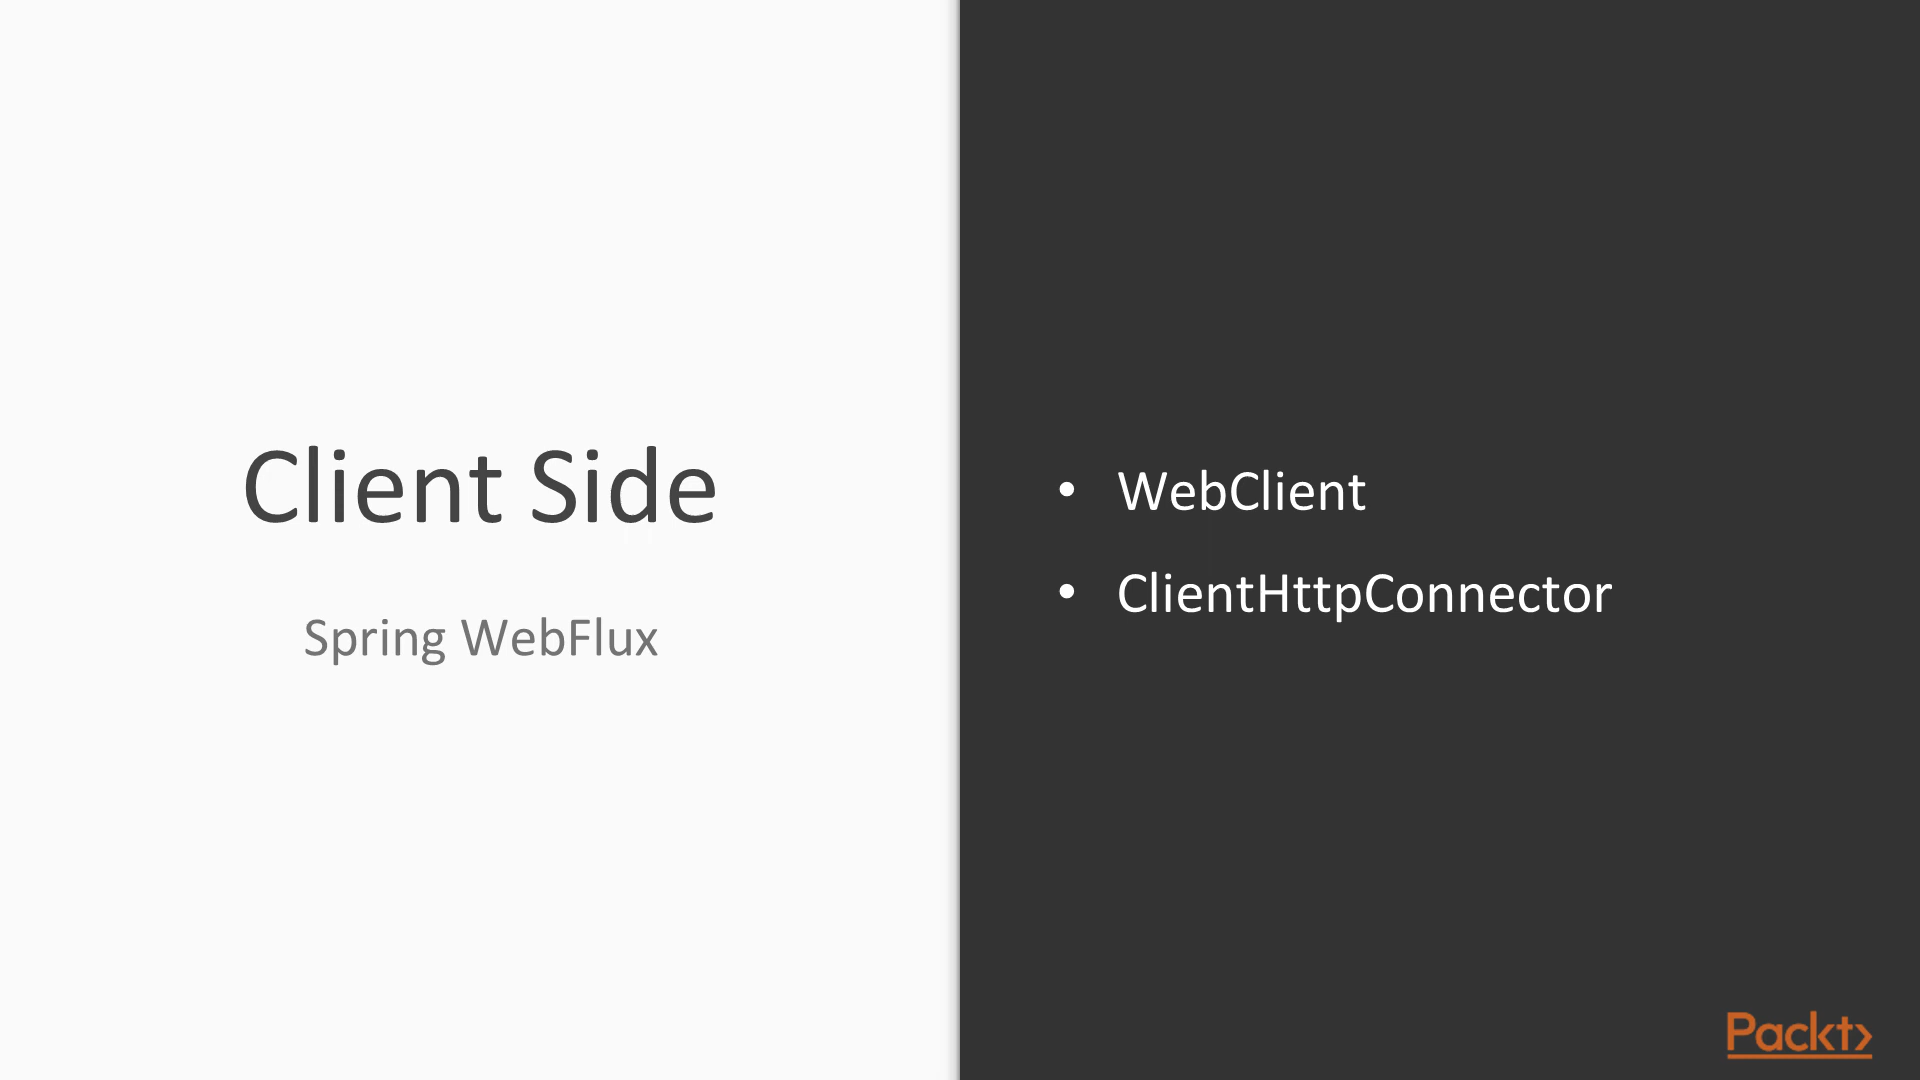 Client Side
Spring WebFlux
• WebClient
• ClientHttpConnector
Packt>